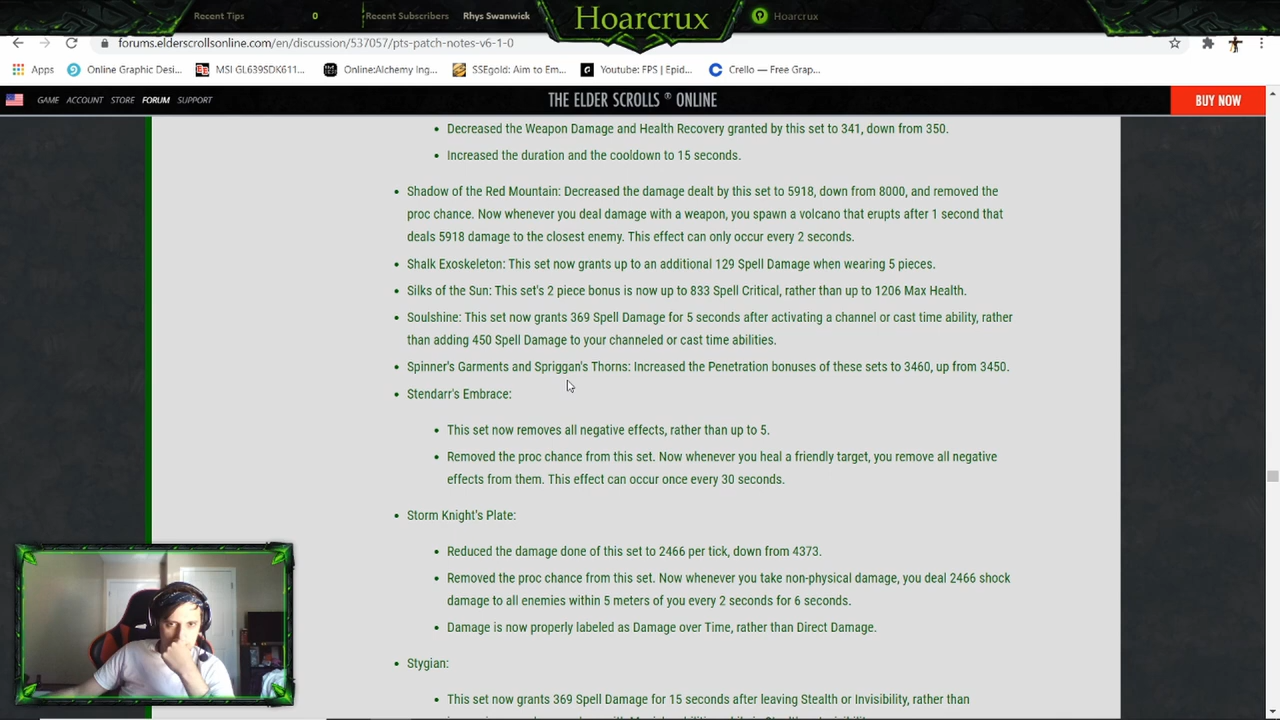 Recent Tips 0 Recent Subscribers Rhys Swanwick Hoarcrux Hoarcrux
forums.elderscrollsonline.com/en/discussion/537057/pts-patch-notes-v6-1-0
Apps Online Graphic Desi... MSI GL639SDK611... Online:Alchemy Ing... SSEgold: Aim to Em... Youtube: FPS | Epid... Crello — Free Grap...
GAME ACCOUNT STORE FORUM SUPPORT THE ELDER SCROLLS ® ONLINE BUY NOW
• Decreased the Weapon Damage and Health Recovery granted by this set to 341, down from 350.
• Increased the duration and the cooldown to 15 seconds.
• Shadow of the Red Mountain: Decreased the damage dealt by this set to 5918, down from 8000, and removed the
proc chance. Now whenever you deal damage with a weapon, you spawn a volcano that erupts after 1 second that
deals 5918 damage to the closest enemy. This effect can only occur every 2 seconds.
• Shalk Exoskeleton: This set now grants up to an additional 129 Spell Damage when wearing 5 pieces.
• Silks of the Sun: This set's 2 piece bonus is now up to 833 Spell Critical, rather than up to 1206 Max Health.
• Soulshine: This set now grants 369 Spell Damage for 5 seconds after activating a channel or cast time ability, rather
than adding 450 Spell Damage to your channeled or cast time abilities.
• Spinner's Garments and Spriggan's Thorns: Increased the Penetration bonuses of these sets to 3460, up from 3450.
• Stendarr's Embrace:
• This set now removes all negative effects, rather than up to 5.
• Removed the proc chance from this set. Now whenever you heal a friendly target, you remove all negative
effects from them. This effect can occur once every 30 seconds.
• Storm Knight's Plate:
• Reduced the damage done of this set to 2466 per tick, down from 4373.
• Removed the proc chance from this set. Now whenever you take non-physical damage, you deal 2466 shock
damage to all enemies within 5 meters of you every 2 seconds for 6 seconds.
• Damage is now properly labeled as Damage over Time, rather than Direct Damage.
• Stygian:
• This set now grants 369 Spell Damage for 15 seconds after leaving Stealth or Invisibility, rather than